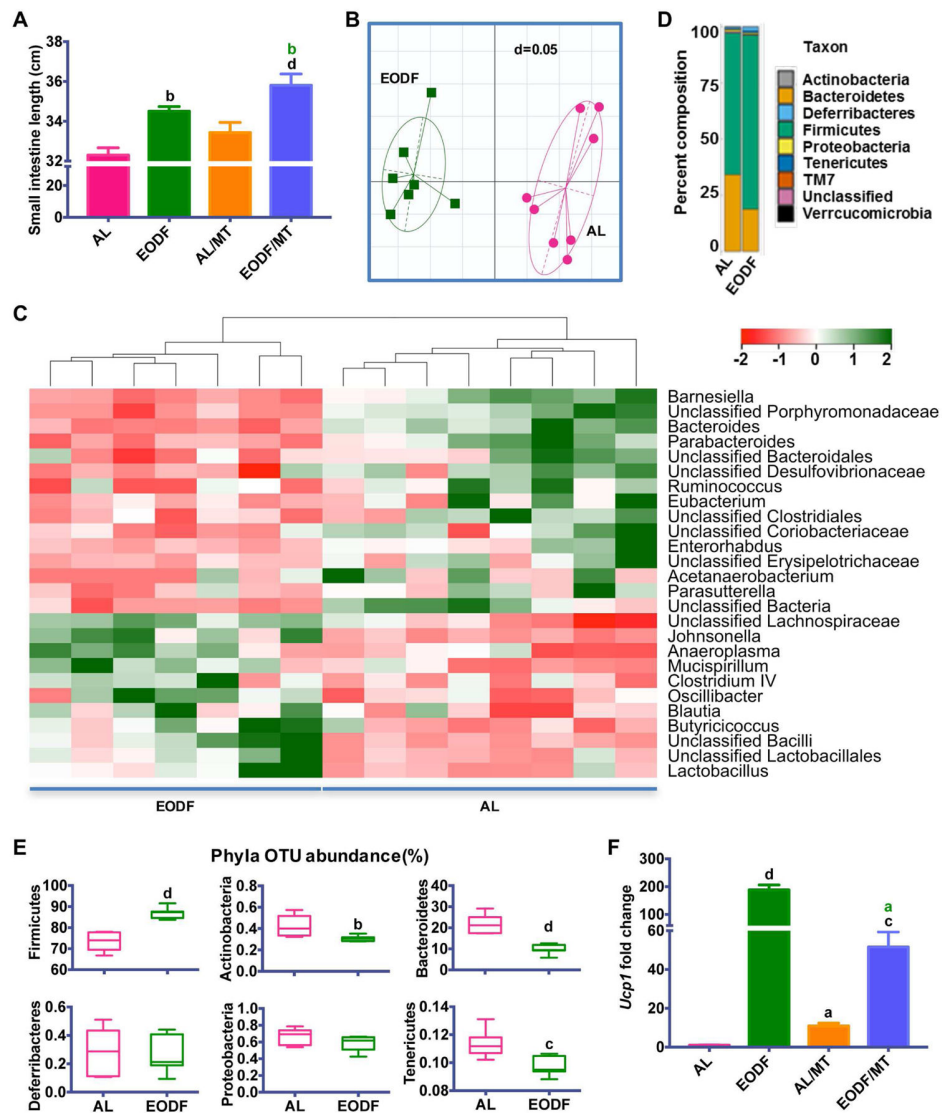 A
Small intestine length (cm)
38
36
34
32
20
0
b
b
d
AL
EODF
AL/MT
EODF/MT
B
d=0.05
EODF
AL
D
Percent composition
100
75
50
25
0
AL
EODF
Taxon
Actinobacteria
Bacteroidetes
Deferribacteres
Firmicutes
Proteobacteria
Tenericutes
TM7
Unclassified
Verrcucomicrobia
C
-2 -1 0 1 2
Barnesiella
Unclassified Porphyromonadaceae
Bacteroides
Parabacteroides
Unclassified Bacteroidales
Unclassified Desulfovibrionaceae
Ruminococcus
Eubacterium
Unclassified Clostridiales
Unclassified Coriobacteriaceae
Enterorhabdus
Unclassified Erysipelotrichaceae
Acetanaerobacterium
Parasutterella
Unclassified Bacteria
Unclassified Lachnospiraceae
Johnsonella
Anaeroplasma
Mucispirillum
Clostridium IV
Oscillibacter
Blautia
Butyricicoccus
Unclassified Bacilli
Unclassified Lactobacillales
Lactobacillus
EODF
AL
E
Phyla OTU abundance(%)
Firmicutes
100
90
80
70
60
d
Actinobacteria
0.8
0.6
0.4
0.2
0.0
b
Bacteroidetes
40
30
20
10
0
d
Deferribacteres
0.6
0.4
0.2
0.0
AL
EODF
Proteobacteria
1.0
0.8
0.6
0.4
0.2
0.0
AL
EODF
Tenericutes
0.14
0.12
0.10
0.08
c
AL
EODF
F
Ucp1 fold change
300
200
100
60
40
20
0
d
a
a
c
AL
EODF
AL/MT
EODF/MT